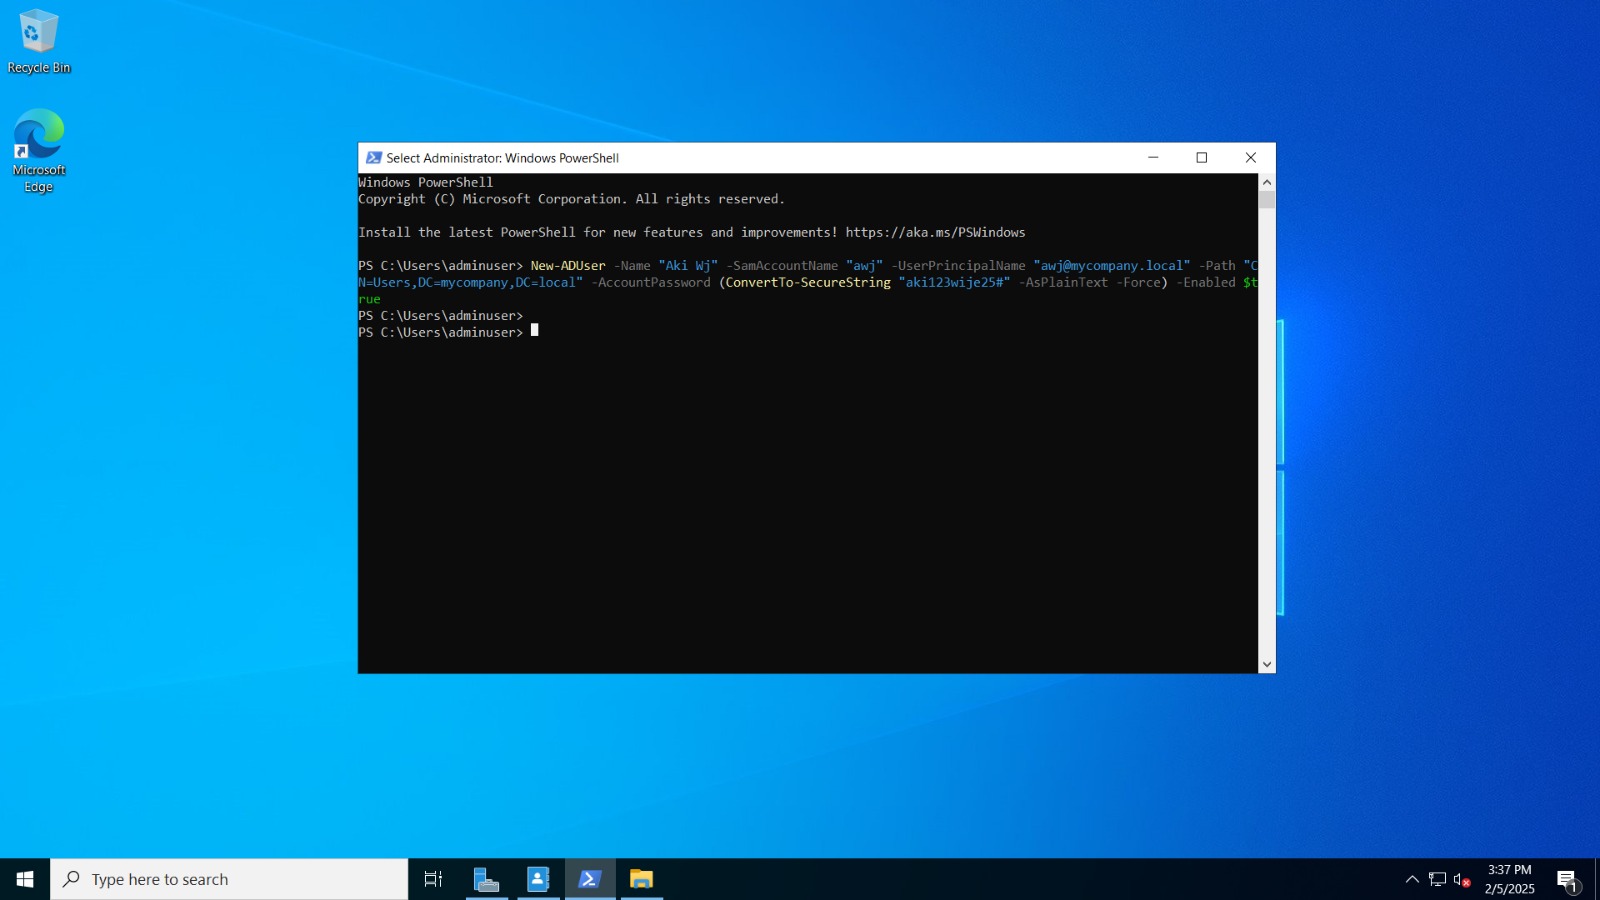 Recycle Bin
Microsoft
Edge
Select Administrator: Windows PowerShell
Windows PowerShell
Copyright (C) Microsoft Corporation. All rights reserved.
Install the latest PowerShell for new features and improvements! https://aka.ms/PSWindows
PS C:\Users\adminuser> New-ADUser -Name "Aki Wj" -SamAccountName "awj" -UserPrincipalName "awj@mycompany.local" -Path "C
N=Users,DC=mycompany,DC=local" -AccountPassword (ConvertTo-SecureString "aki123wije25#" -AsPlainText -Force) -Enabled $t
rue
PS C:\Users\adminuser>
PS C:\Users\adminuser>
Type here to search
3:37 PM
2/5/2025
1